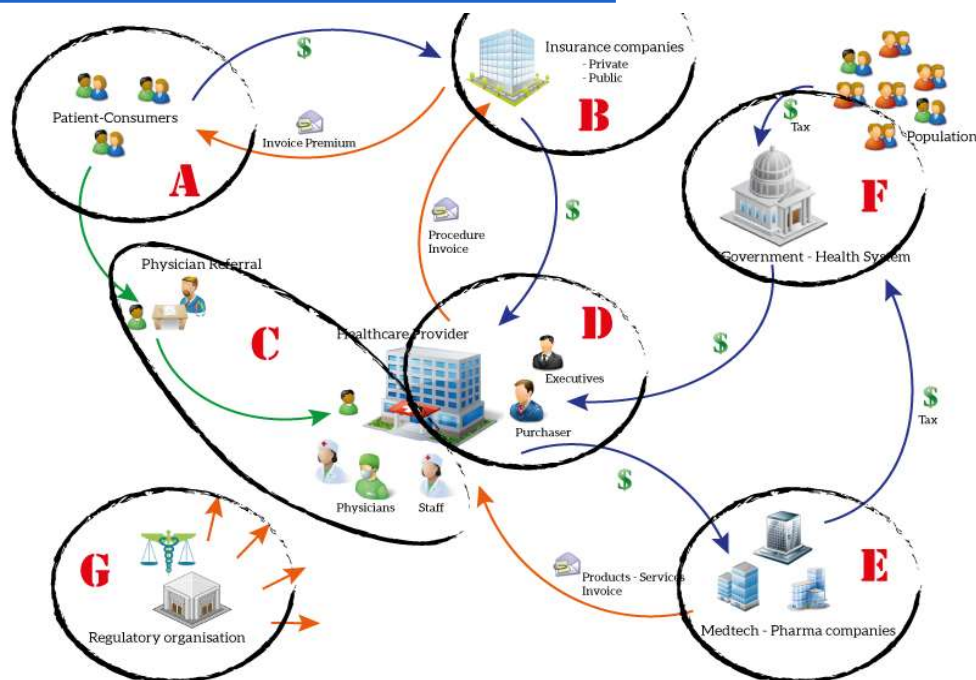 $
Insurance companies
- Private
- Public
B
Patient-Consumers
A
Invoice Premium
$
Tax
Population
F
Government - Health System
Procedure
Invoice
$
Physician Referral
C
Healthcare Provider
D
Executives
Purchaser
$
$
Tax
Physicians
Staff
$
G
Regulatory organisation
Products - Services
Invoice
E
Medtech - Pharma companies